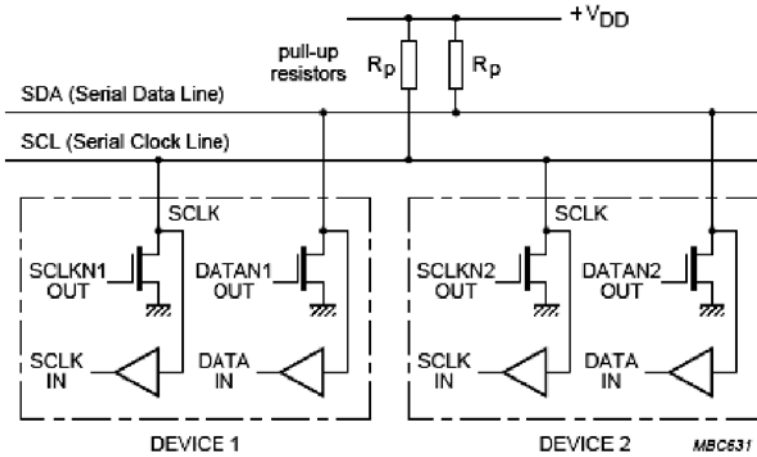 +VDD
pull-up
resistors
Rp
Rp
SDA (Serial Data Line)
SCL (Serial Clock Line)
SCLK
SCLK
SCLKN1
OUT
DATAN1
OUT
SCLKN2
OUT
DATAN2
OUT
SCLK
IN
DATA
IN
SCLK
IN
DATA
IN
DEVICE 1
DEVICE 2
MBC631